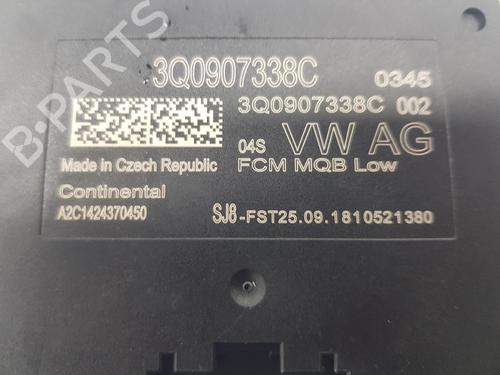 3Q0907338C 0345
3Q0907338C 002
04S VW AG
Made in Czech Republic FCM MQB Low
Continental
A2C1424370450 SJ8-FST25.09.1810521380
B-PARTS